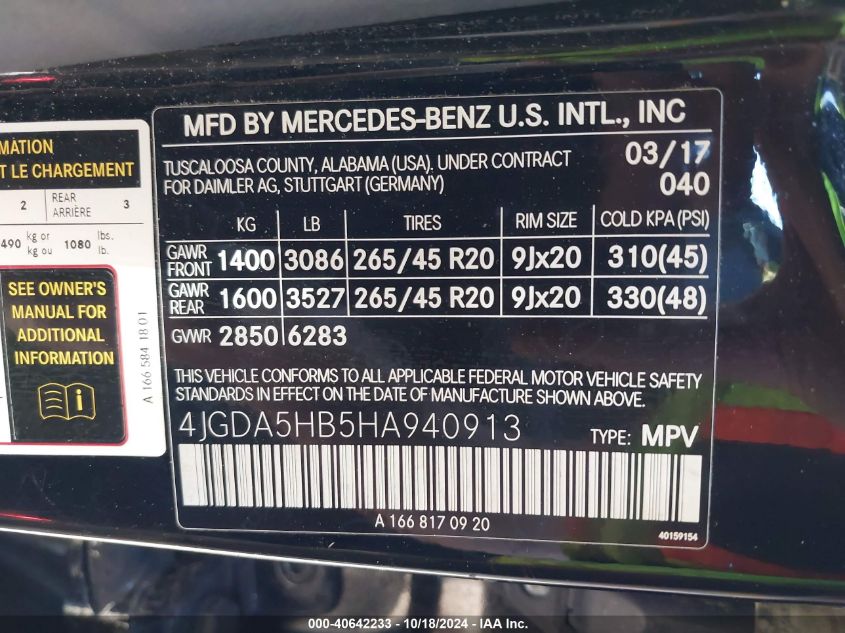 MATION
T LE CHARGEMENT
2 REAR ARRIÈRE 3
490 kg or kg ou 1080 lbs. lb.
SEE OWNER'S
MANUAL FOR
ADDITIONAL
INFORMATION
A 166 584 18 01
MFD BY MERCEDES-BENZ U.S. INTL., INC
TUSCALOOSA COUNTY, ALABAMA (USA). UNDER CONTRACT 03/17
FOR DAIMLER AG, STUTTGART (GERMANY) 040
KG LB TIRES RIM SIZE COLD KPA (PSI)
GAWR FRONT 1400 3086 265/45 R20 9Jx20 310(45)
GAWR REAR 1600 3527 265/45 R20 9Jx20 330(48)
GVWR 2850 6283
THIS VEHICLE CONFORMS TO ALL APPLICABLE FEDERAL MOTOR VEHICLE SAFETY
STANDARDS IN EFFECT ON THE DATE OF MANUFACTURE SHOWN ABOVE.
4JGDA5HB5HA940913 TYPE: MPV
A 166 817 09 20
40159154
000-40642233 - 10/18/2024 - IAAI, Inc.